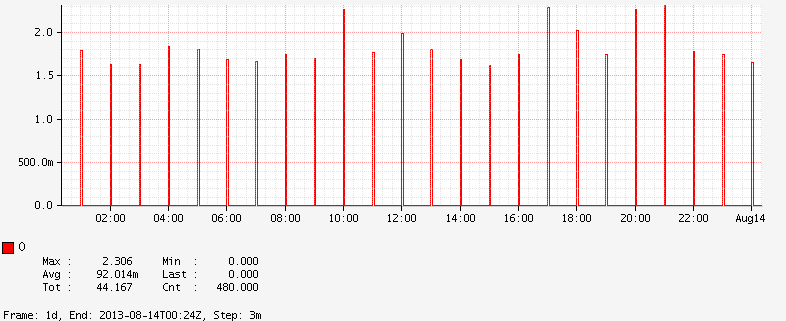 2.0
1.5
1.0
500.0m
0.0
02:00 04:00 06:00 08:00 10:00 12:00 14:00 16:00 18:00 20:00 22:00 Aug14
0
Max : 2.306 Min : 0.000
Avg : 92.014m Last : 0.000
Tot : 44.167 Cnt : 480.000
Frame: 1d, End: 2013-08-14T00:24Z, Step: 3m